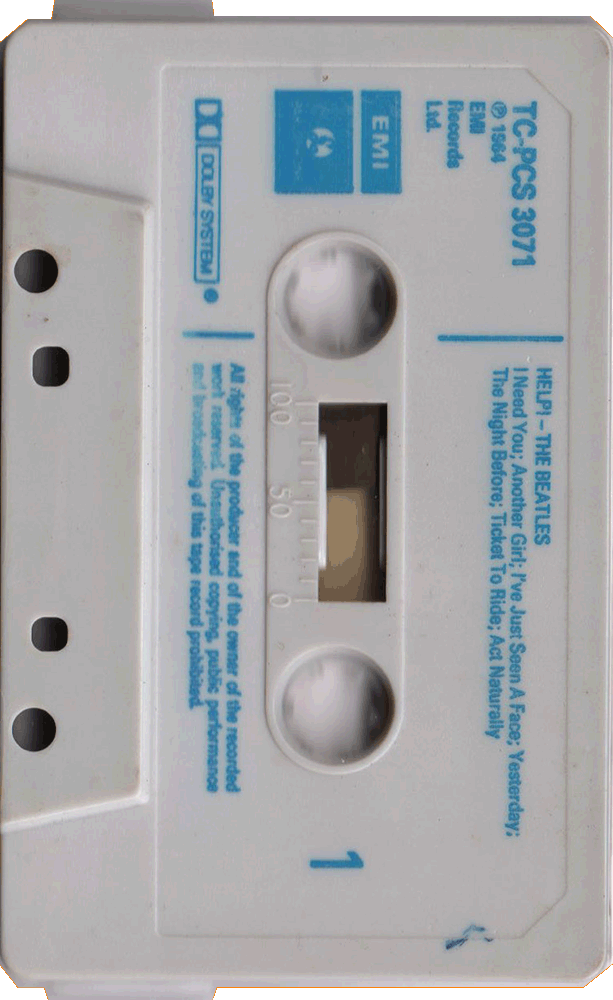 TC-PCS 3071
℗ 1964
EMI
Records
Ltd.
EMI
HELP! – THE BEATLES
I Need You; Another Girl; I've Just Seen A Face; Yesterday;
The Night Before; Ticket To Ride; Act Naturally
100 50 0
1
DOLBY SYSTEM
All rights of the producer and of the owner of the recorded
work reserved. Unauthorised copying, public performance
and broadcasting of this tape record prohibited.